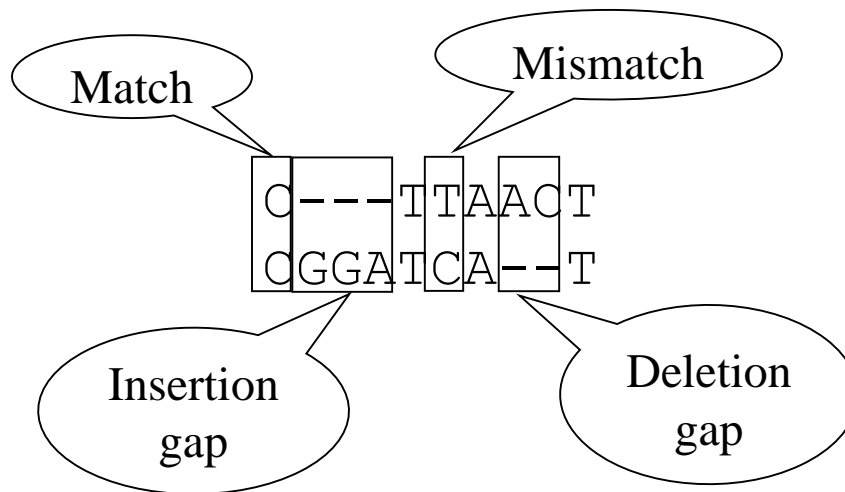 Match
Mismatch
C---TTAACT
CGGATCA--T
Insertion
gap
Deletion
gap